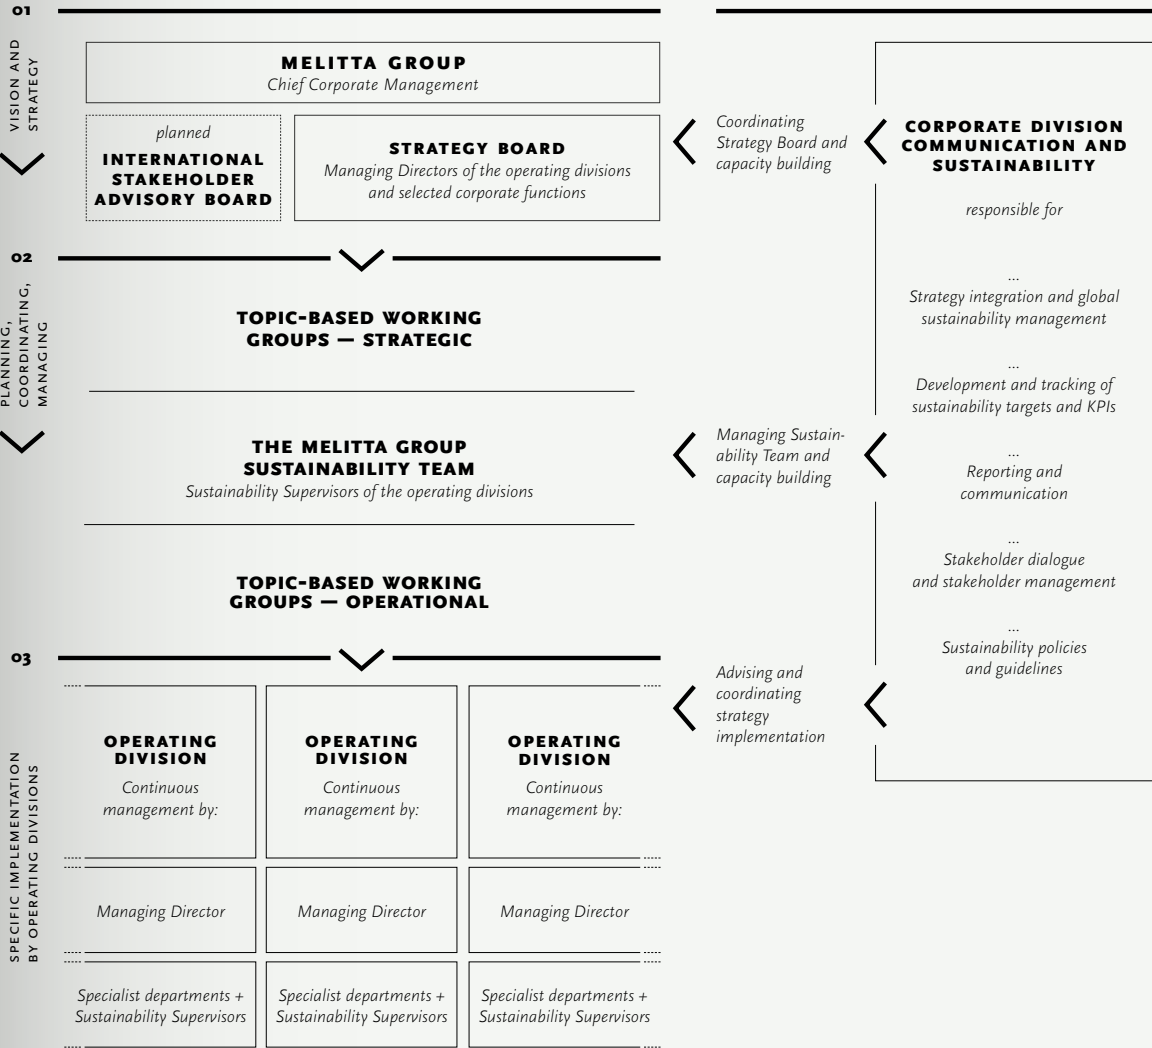 01
VISION AND
STRATEGY
MELITTA GROUP
Chief Corporate Management
planned
INTERNATIONAL
STAKEHOLDER
ADVISORY BOARD
STRATEGY BOARD
Managing Directors of the operating divisions
and selected corporate functions
Coordinating
Strategy Board and
capacity building
CORPORATE DIVISION
COMMUNICATION AND
SUSTAINABILITY
responsible for
...
Strategy integration and global
sustainability management
...
Development and tracking of
sustainability targets and KPIs
...
Reporting and
communication
...
Stakeholder dialogue
and stakeholder management
...
Sustainability policies
and guidelines
02
PLANNING,
COORDINATING,
MANAGING
TOPIC-BASED WORKING
GROUPS — STRATEGIC
THE MELITTA GROUP
SUSTAINABILITY TEAM
Sustainability Supervisors of the operating divisions
Managing Sustain-
ability Team and
capacity building
TOPIC-BASED WORKING
GROUPS — OPERATIONAL
03
SPECIFIC IMPLEMENTATION
BY OPERATING DIVISIONS
Advising and
coordinating
strategy
implementation
OPERATING
DIVISION
Continuous
management by:
Managing Director
Specialist departments +
Sustainability Supervisors
OPERATING
DIVISION
Continuous
management by:
Managing Director
Specialist departments +
Sustainability Supervisors
OPERATING
DIVISION
Continuous
management by:
Managing Director
Specialist departments +
Sustainability Supervisors